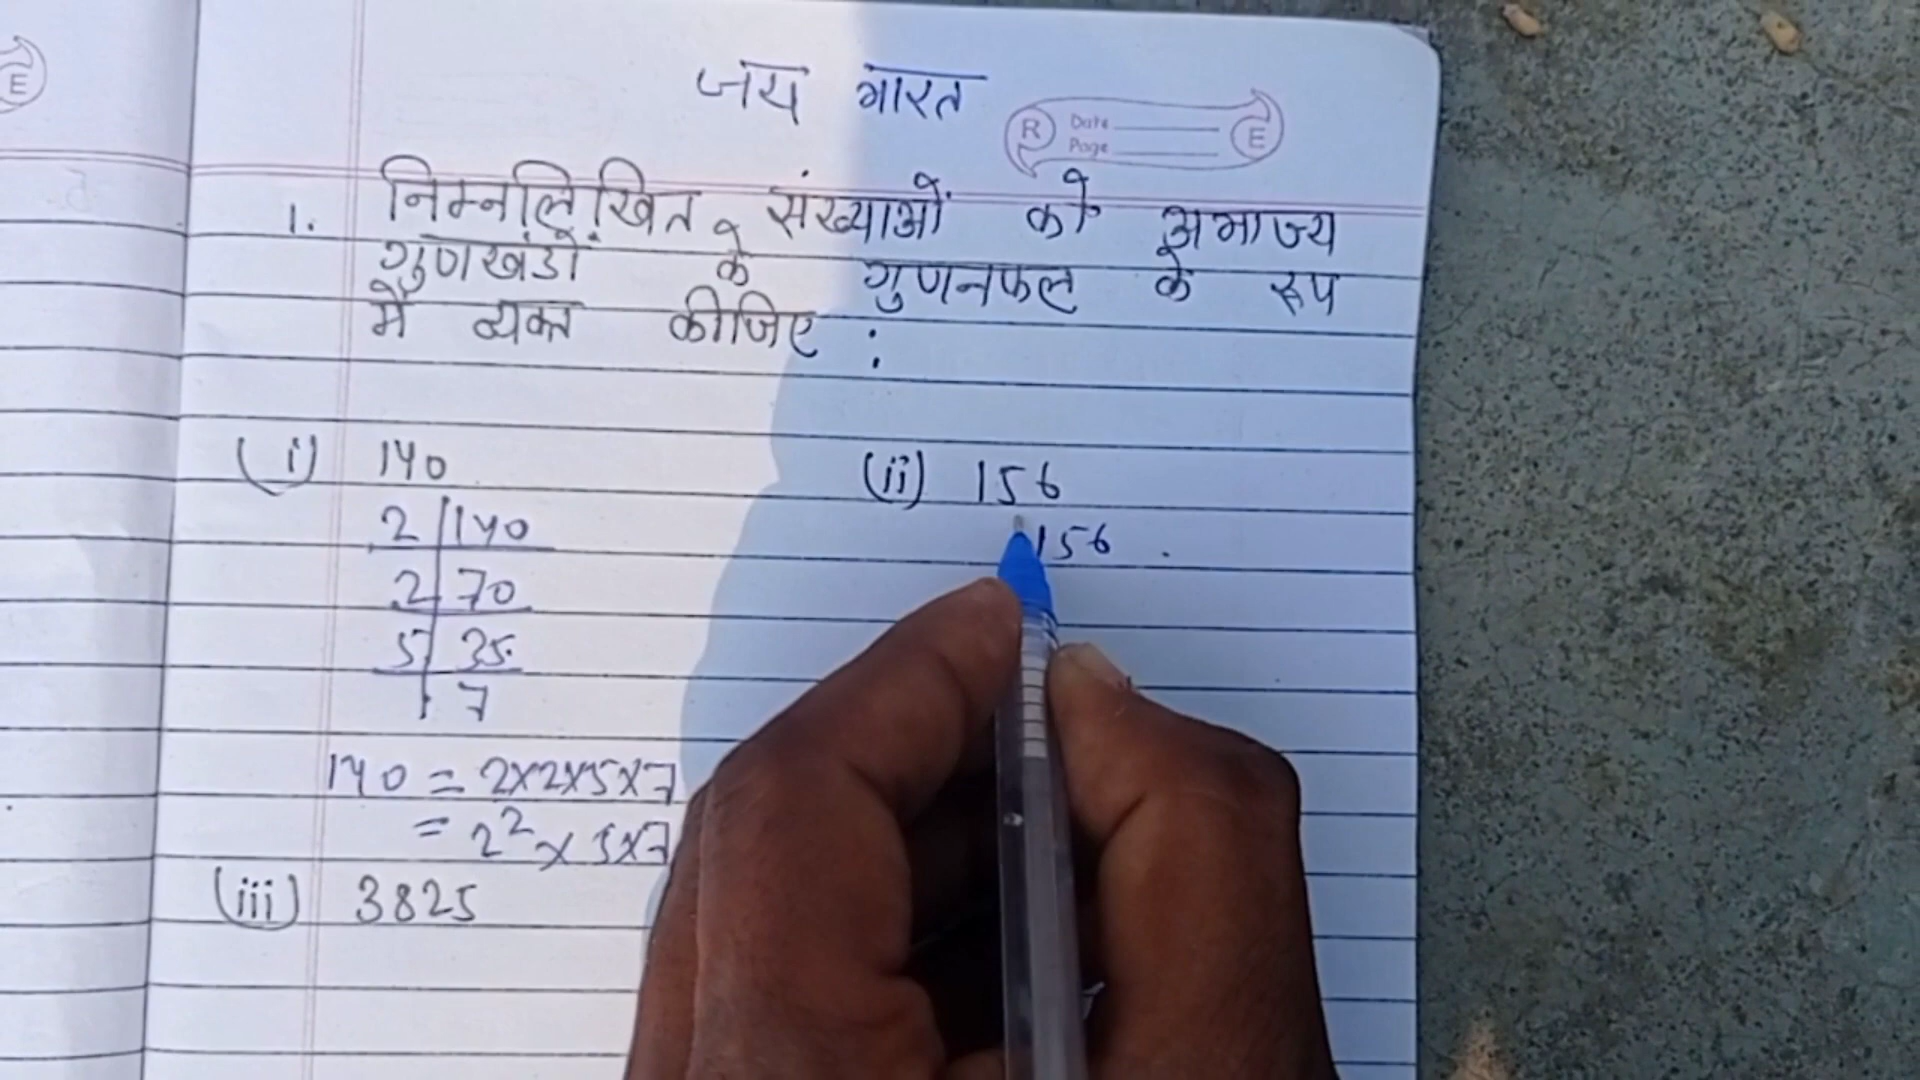 जय भारत
R Date Page E
E
1. निम्नलिखित संख्याओं को अभाज्य
गुणखंडों के गुणनफल के रूप
में व्यक्त कीजिए :
(i) 140
2 140
2 70
5 35
7
140 = 2×2×5×7
= 2² × 5×7
(ii) 156
156
(iii) 3825